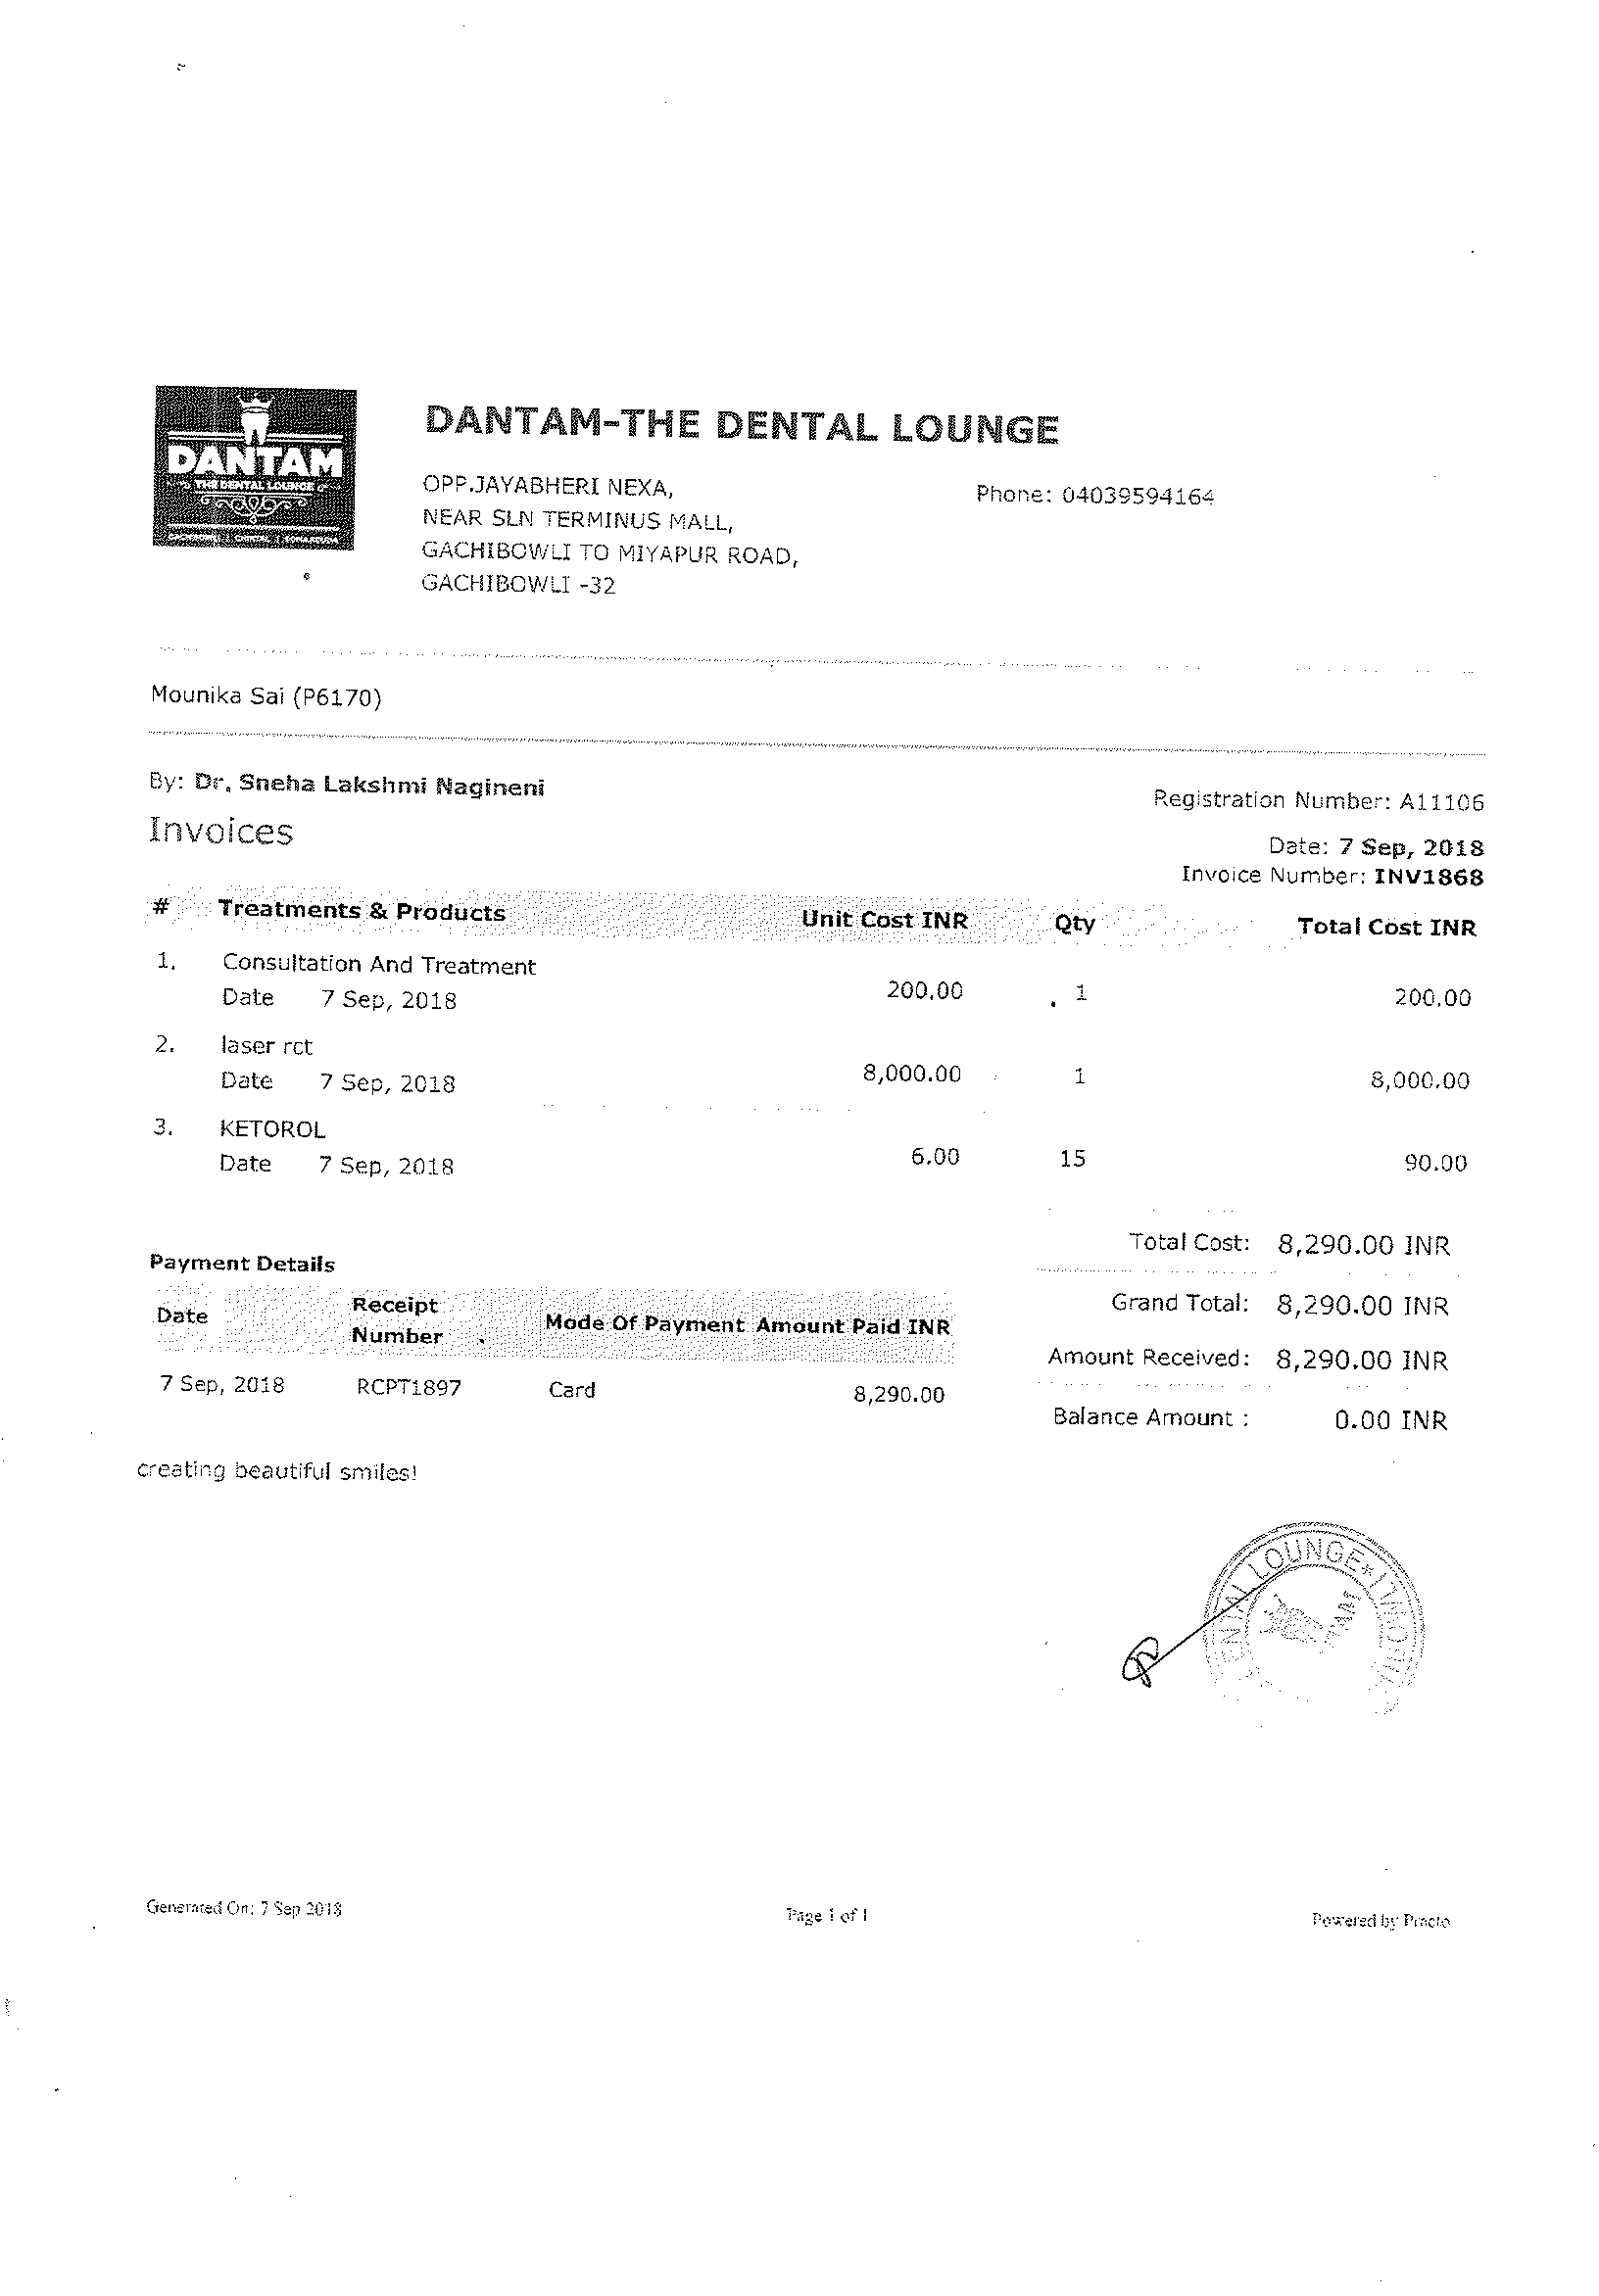 DANTAM
THE DENTAL LOUNGE
DANTAM-THE DENTAL LOUNGE
OPP.JAYABHERI NEXA,
Phone: 04039594164
NEAR SLN TERMINUS MALL,
GACHIBOWLI TO MIYAPUR ROAD,
GACHIBOWLI -32
Mounika Sai (P6170)
By: Dr. Sneha Lakshmi Nagineni
Registration Number: A11106
Invoices
Date: 7 Sep, 2018
Invoice Number: INV1868
# Treatments & Products Unit Cost INR Qty Total Cost INR
1. Consultation And Treatment
Date 7 Sep, 2018 200.00 1 200.00
2. laser rct
Date 7 Sep, 2018 8,000.00 1 8,000.00
3. KETOROL
Date 7 Sep, 2018 6.00 15 90.00
Total Cost: 8,290.00 INR
Payment Details
Grand Total: 8,290.00 INR
Date Receipt Number Mode Of Payment Amount Paid INR
Amount Received: 8,290.00 INR
7 Sep, 2018 RCPT1897 Card 8,290.00
Balance Amount : 0.00 INR
creating beautiful smiles!
LOUNGE
Generated On: 7 Sep 2018
Page 1 of 1
Powered by Practo